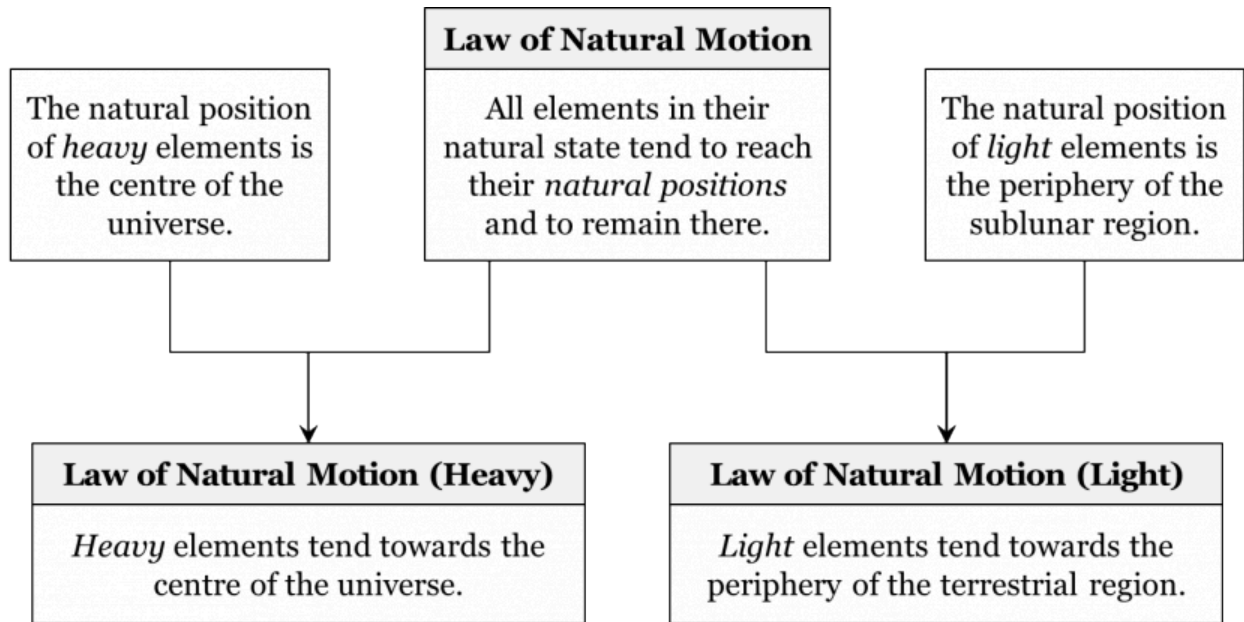 Law of Natural Motion
The natural position
of heavy elements is
the centre of the
universe.
All elements in their
natural state tend to reach
their natural positions
and to remain there.
The natural position
of light elements is
the periphery of the
sublunar region.
Law of Natural Motion (Heavy)
Heavy elements tend towards the
centre of the universe.
Law of Natural Motion (Light)
Light elements tend towards the
periphery of the terrestrial region.